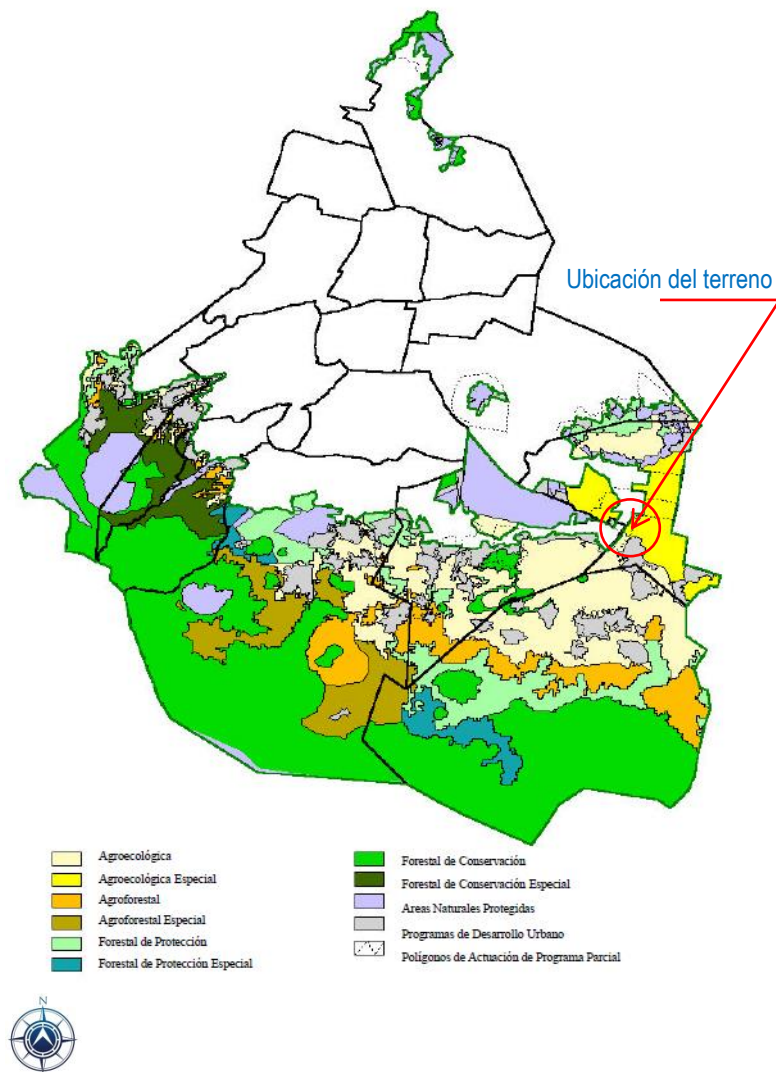 Ubicación del terreno
Agroecológica
Agroecológica Especial
Agroforestal
Agroforestal Especial
Forestal de Protección
Forestal de Protección Especial
Forestal de Conservación
Forestal de Conservación Especial
Areas Naturales Protegidas
Programas de Desarrollo Urbano
Polígonos de Actuación de Programa Parcial
N